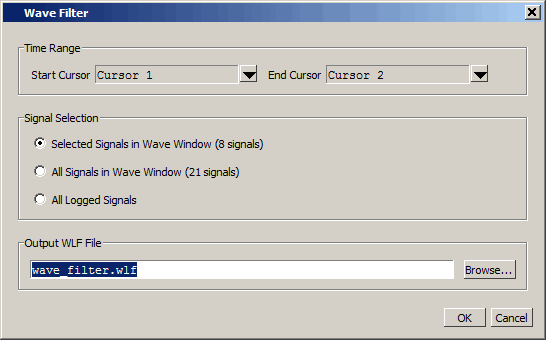 Wave Filter
Time Range
Start Cursor Cursor 1 End Cursor Cursor 2
Signal Selection
Selected Signals in Wave Window (8 signals)
All Signals in Wave Window (21 signals)
All Logged Signals
Output WLF File
wave_filter.wlf Browse...
OK Cancel